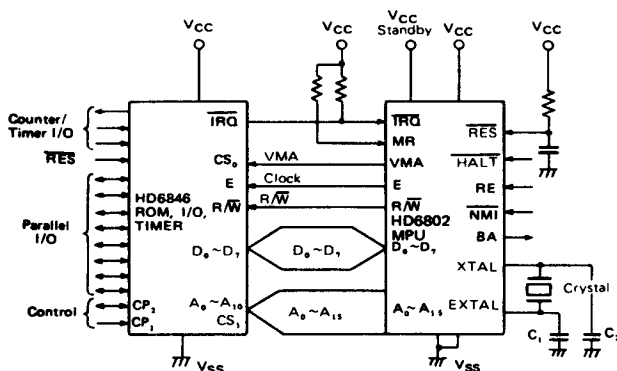 VCC
VCC
VCC
Standby
VCC
VCC
Counter/
Timer I/O
RES
Parallel
I/O
Control
IRQ
CS₀
E
R/W
HD6846
ROM, I/O,
TIMER
D₀~D₇
A₀~A₁₀
CS₁
CP₂
CP₁
VSS
VMA
Clock
R/W
D₀~D₇
A₀~A₁₅
IRQ
MR
VMA
E
R/W
HD6802
MPU
D₀~D₇
A₀~A₁₅
VSS
RES
HALT
RE
NMI
BA
XTAL
EXTAL
Crystal
C₁